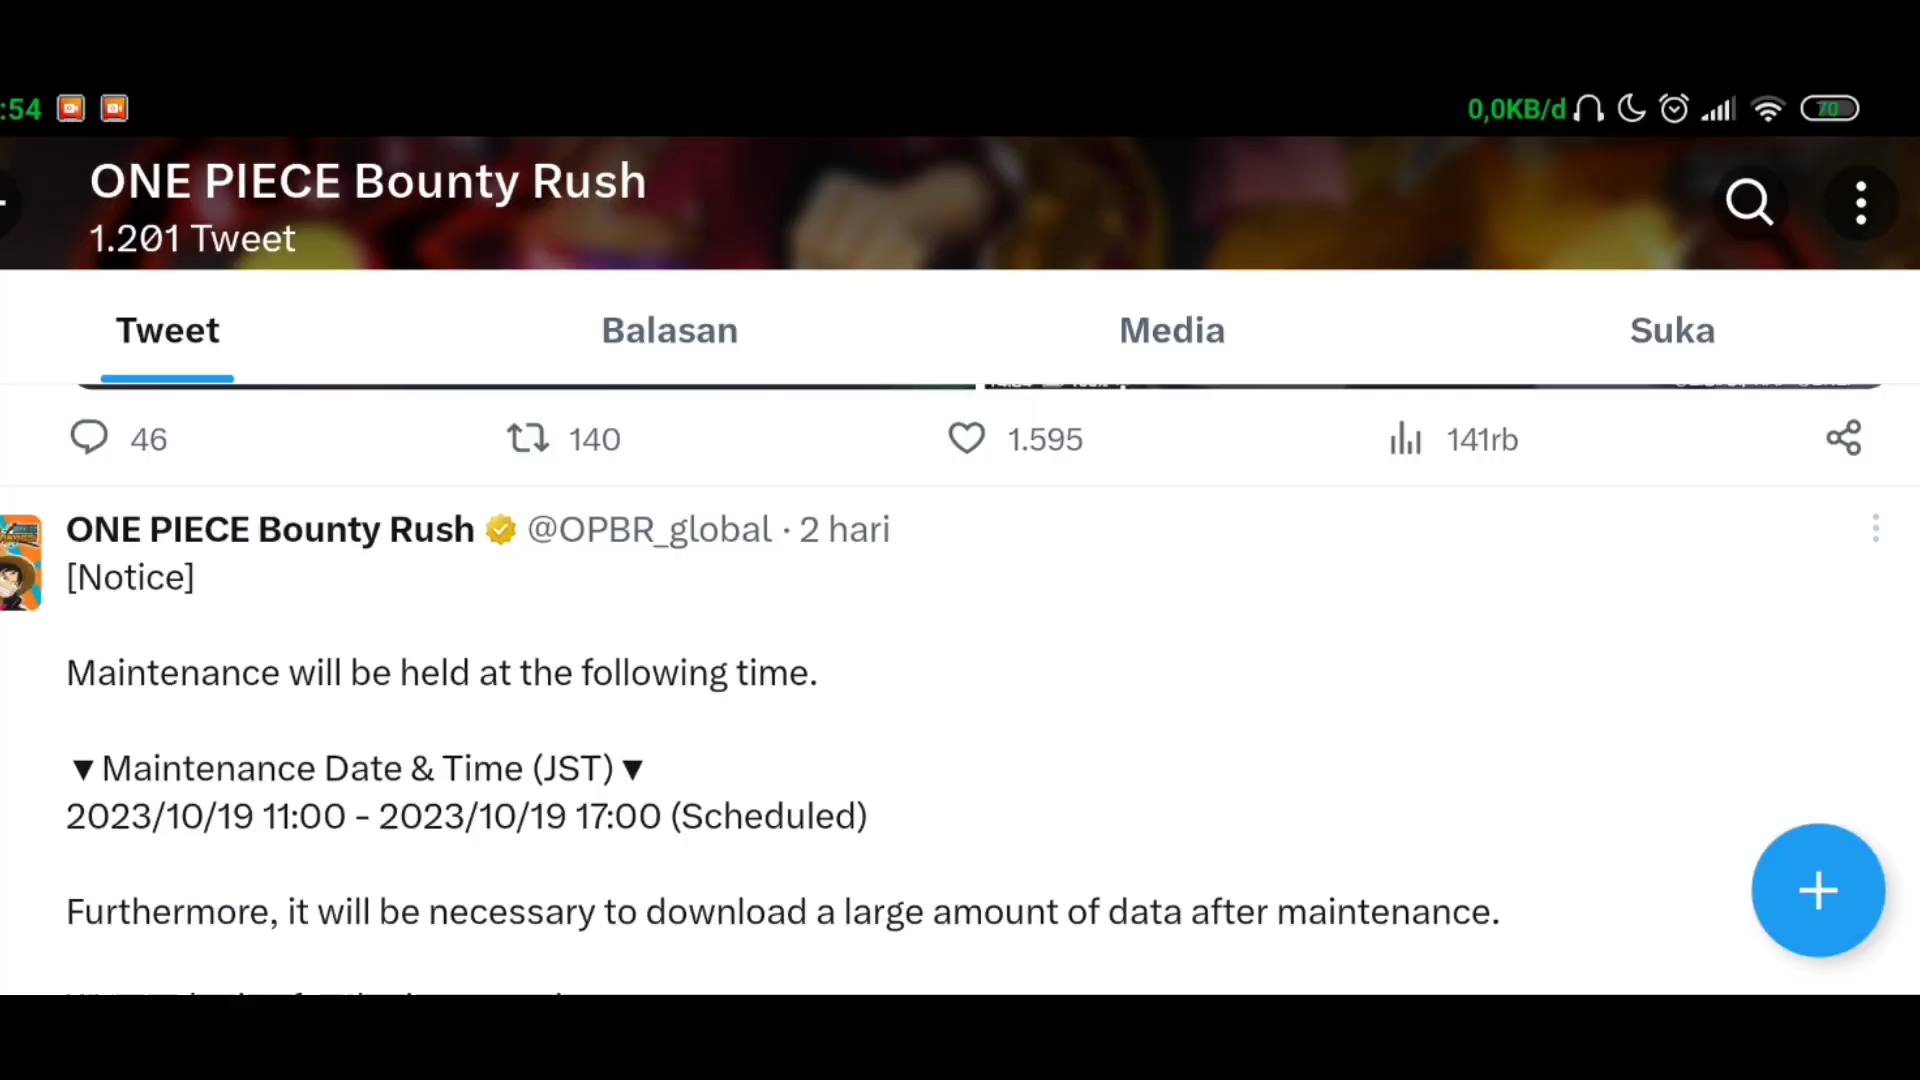 :54
0,0KB/d
70
ONE PIECE Bounty Rush
1.201 Tweet
Tweet
Balasan
Media
Suka
46
140
1.595
141rb
ONE PIECE Bounty Rush @OPBR_global · 2 hari
[Notice]
Maintenance will be held at the following time.
▼Maintenance Date & Time (JST)▼
2023/10/19 11:00 - 2023/10/19 17:00 (Scheduled)
Furthermore, it will be necessary to download a large amount of data after maintenance.